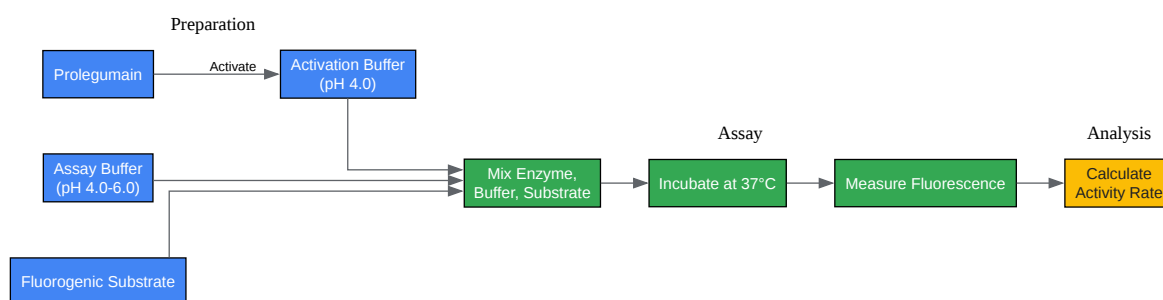 Preparation
Prolegumain
Activate
Activation Buffer
(pH 4.0)
Assay Buffer
(pH 4.0-6.0)
Fluorogenic Substrate
Assay
Mix Enzyme,
Buffer, Substrate
Incubate at 37°C
Measure Fluorescence
Analysis
Calculate
Activity Rate